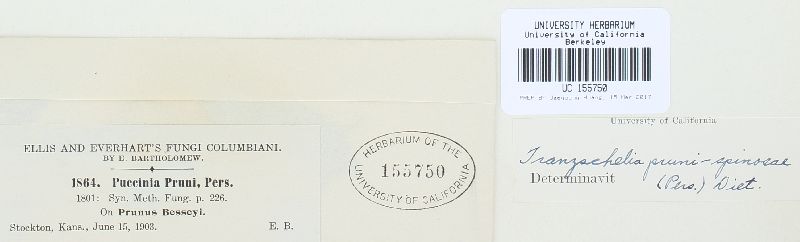 UNIVERSITY HERBARIUM
University of California
Berkeley
UC 155750
University of California
Tranzschelia pruni-spinosae
Determinavit (Pers.) Diet.
HERBARIUM OF THE
155750
UNIVERSITY OF CALIFORNIA
ELLIS AND EVERHART'S FUNGI COLUMBIANI.
BY E. BARTHOLOMEW.
1864. Puccinia Pruni, Pers.
1801: Syn. Meth. Fung. p. 226.
On Prunus Besseyi.
Stockton, Kans., June 15, 1903. E. B.